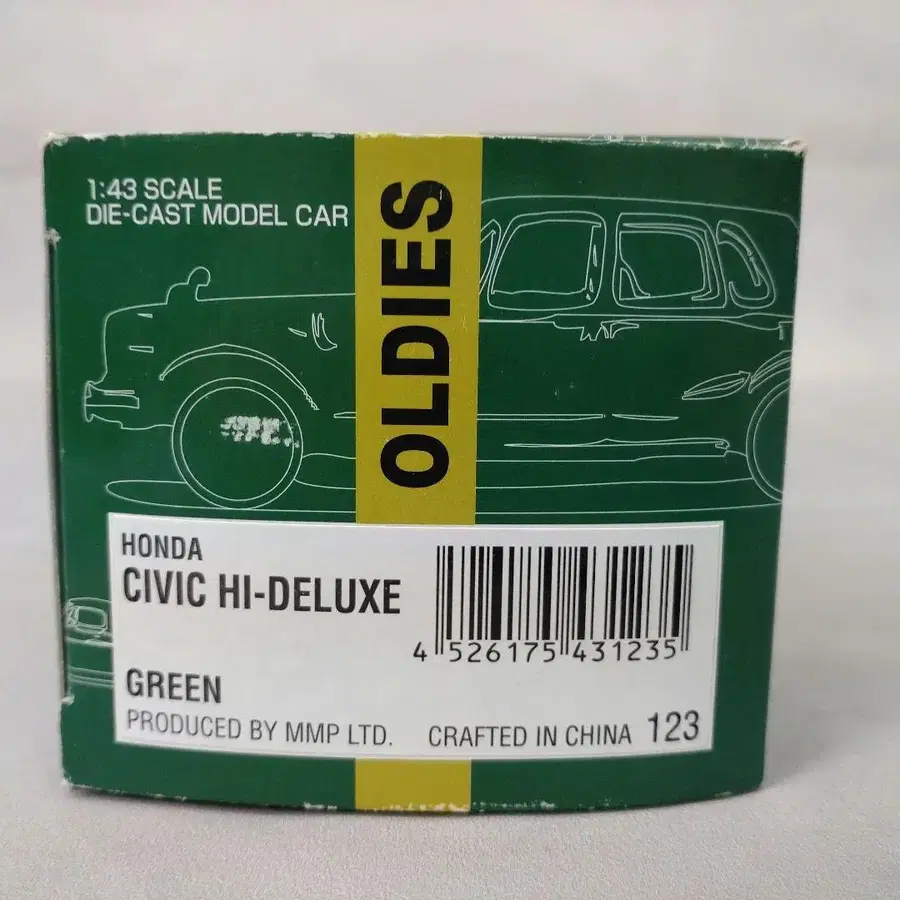 1:43 SCALE
DIE-CAST MODEL CAR
OLDIES
HONDA
CIVIC HI-DELUXE
4 526175 431235
GREEN
PRODUCED BY MMP LTD. CRAFTED IN CHINA 123